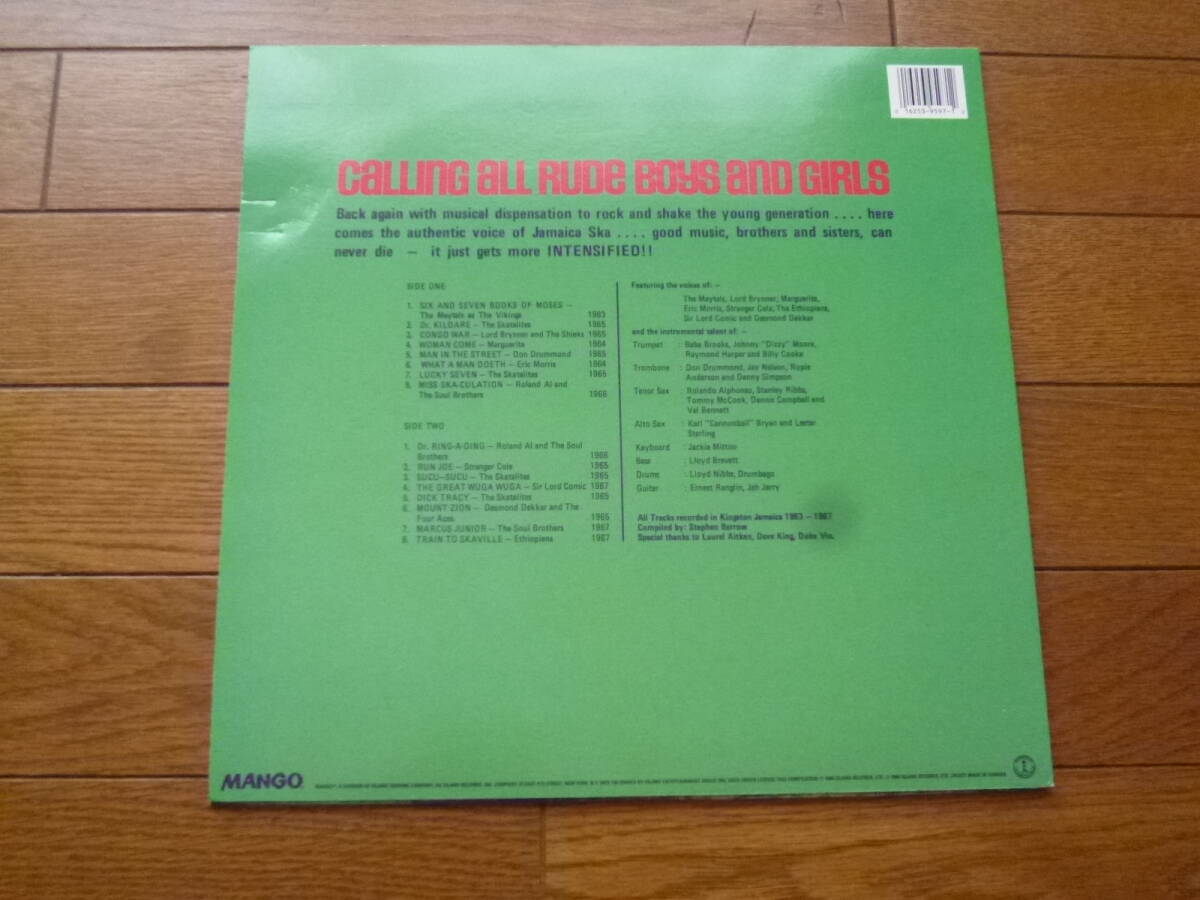 0 16253-9597-1
CALLING ALL RUDE BOYS AND GIRLS
Back again with musical dispensation to rock and shake the young generation .... here
comes the authentic voice of Jamaica Ska .... good music, brothers and sisters, can
never die — it just gets more INTENSIFIED!!
SIDE ONE
1. SIX AND SEVEN BOOKS OF MOSES —
The Maytals as The Vikings 1963
2. Dr. KILDARE — The Skatelites 1965
3. CONGO WAR — Lord Brynner and The Shieks 1965
4. WOMAN COME — Marguerita 1964
5. MAN IN THE STREET — Don Drummond 1965
6. WHAT A MAN DOETH — Eric Morris 1964
7. LUCKY SEVEN — The Skatelites 1965
8. MISS SKA-CULATION — Roland Al and
The Soul Brothers 1966
SIDE TWO
1. Dr. RING-A-DING — Roland Al and The Soul
Brothers 1966
2. RUN JOE — Stranger Cole 1965
3. SUCU-SUCU — The Skatelites 1965
4. THE GREAT WUGA WUGA — Sir Lord Comic 1967
5. DICK TRACY — The Skatelites 1965
6. MOUNT ZION — Desmond Dekkar and The
Four Aces 1965
7. MARCUS JUNIOR — The Soul Brothers 1967
8. TRAIN TO SKAVILLE — Ethiopians 1967
Featuring the voices of: —
The Maytals, Lord Brynner, Marguerita,
Eric Morris, Stranger Cole, The Ethiopians,
Sir Lord Comic and Desmond Dekkar
and the instrumental talent of: —
Trumpet : Baba Brooks, Johnny "Dizzy" Moore,
Raymond Harper and Billy Cooke
Trombone : Don Drummond, Jay Nelson, Rupie
Anderson and Danny Simpson
Tenor Sax : Rolando Alphonso, Stanley Ribbs,
Tommy McCook, Dennis Campbell and
Val Bennett
Alto Sax : Karl "Cannonball" Bryan and Lester
Sterling
Keyboard : Jackie Mittoo
Bass : Lloyd Brevett
Drums : Lloyd Nibbs, Drumbago
Guitar : Ernest Ranglin, Jah Jerry
All Tracks recorded in Kingston Jamaica 1963 — 1967
Compiled by: Stephen Barrow
Special thanks to Laurel Aitken, Dave King, Duke Vin.
MANGO